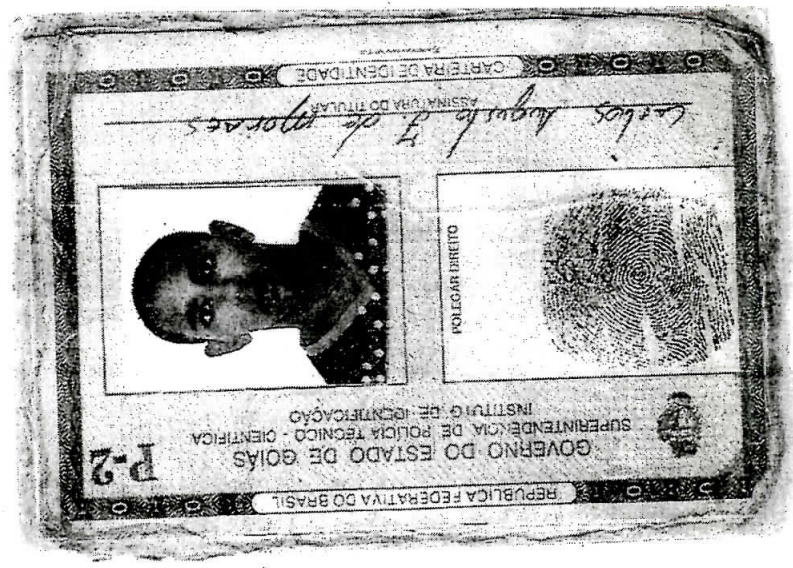 REPÚBLICA FEDERATIVA DO BRASIL
GOVERNO DO ESTADO DE GOIÁS
SUPERINTENDÊNCIA DE POLÍCIA TÉCNICO - CIENTÍFICA
INSTITUTO DE IDENTIFICAÇÃO
P-2
POLEGAR DIREITO
Carlos Augusto de Moraes
ASSINATURA DO TITULAR
CARTEIRA DE IDENTIDADE